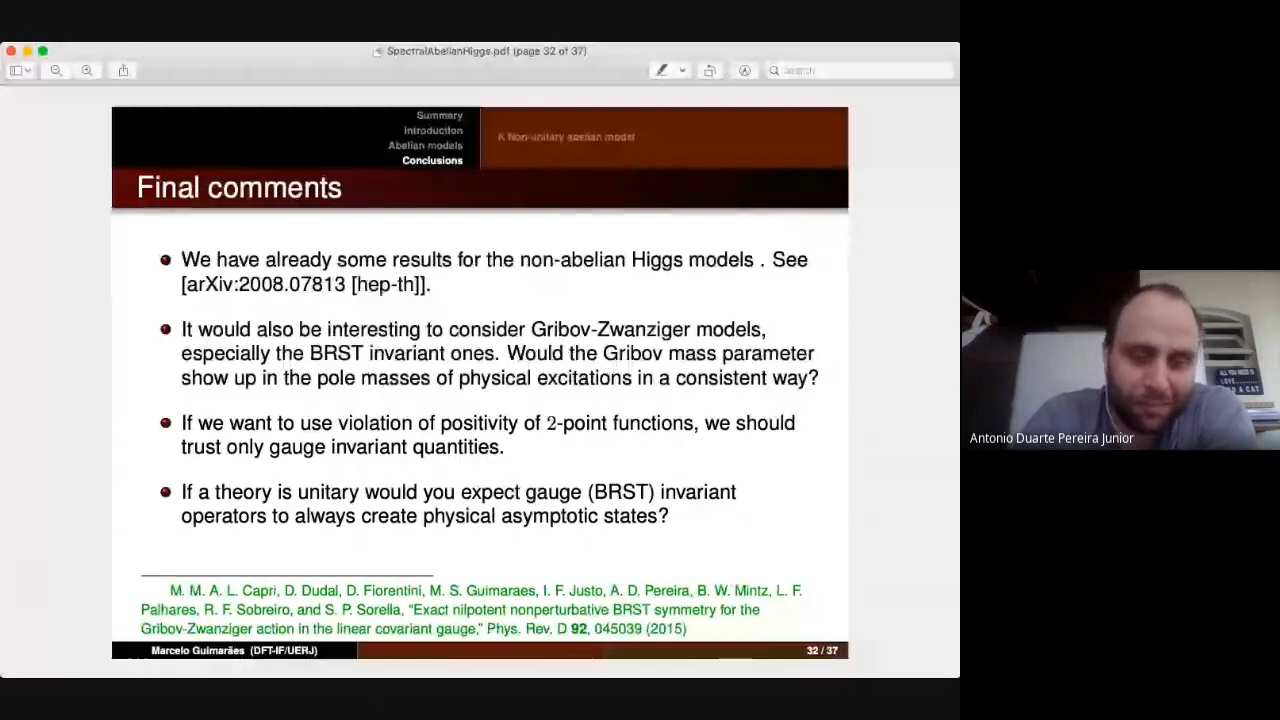 SpectralAbelianHiggs.pdf (page 32 of 37)
Search
Summary
Introduction
Abelian models
Conclusions
A Non-unitary abelian model
Final comments
We have already some results for the non-abelian Higgs models . See
[arXiv:2008.07813 [hep-th]].
It would also be interesting to consider Gribov-Zwanziger models,
especially the BRST invariant ones. Would the Gribov mass parameter
show up in the pole masses of physical excitations in a consistent way?
If we want to use violation of positivity of 2-point functions, we should
trust only gauge invariant quantities.
If a theory is unitary would you expect gauge (BRST) invariant
operators to always create physical asymptotic states?
M. M. A. L. Capri, D. Dudal, D. Fiorentini, M. S. Guimaraes, I. F. Justo, A. D. Pereira, B. W. Mintz, L. F.
Palhares, R. F. Sobreiro, and S. P. Sorella, “Exact nilpotent nonperturbative BRST symmetry for the
Gribov-Zwanziger action in the linear covariant gauge,” Phys. Rev. D 92, 045039 (2015)
Marcelo Guimarães (DFT-IF/UERJ)
32 / 37
ALL YOU NEED IS
LOVE
A CAT
Antonio Duarte Pereira Junior